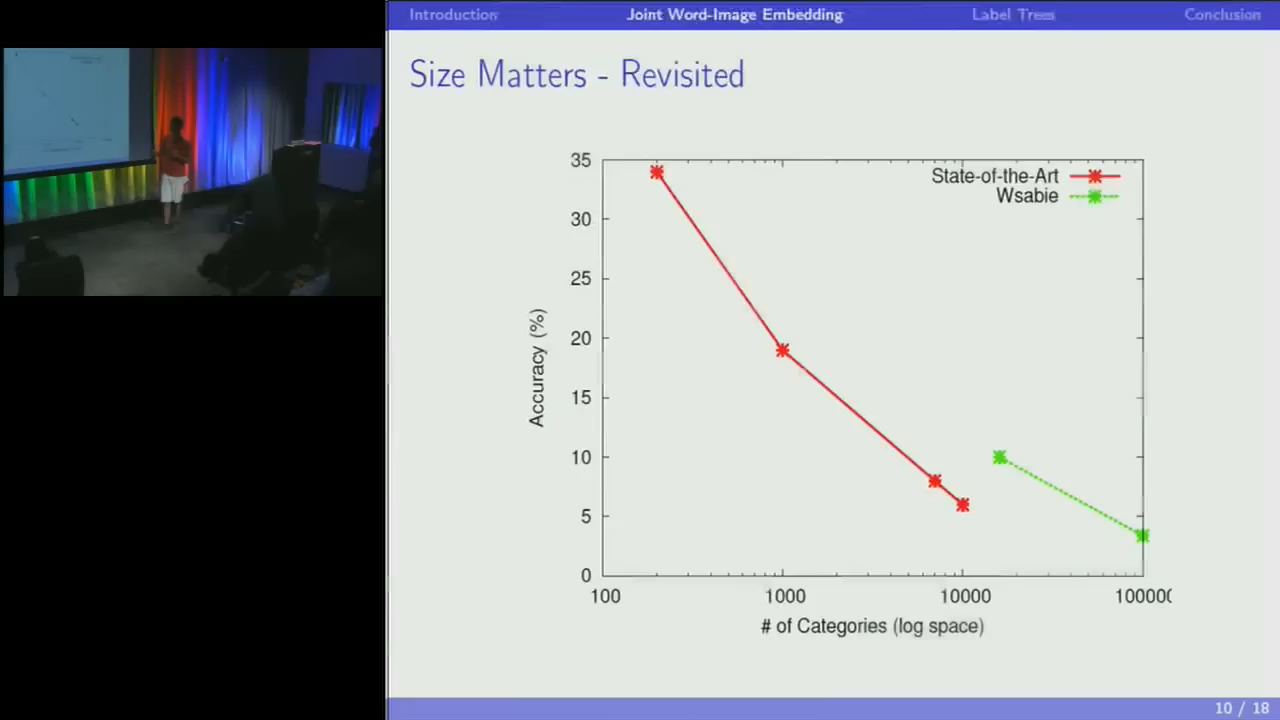 Introduction Joint Word-Image Embedding Label Trees Conclusion
Size Matters - Revisited
35
30
25
20
15
10
5
0
Accuracy (%)
State-of-the-Art
Wsabie
100 1000 10000 100000
# of Categories (log space)
10 / 18